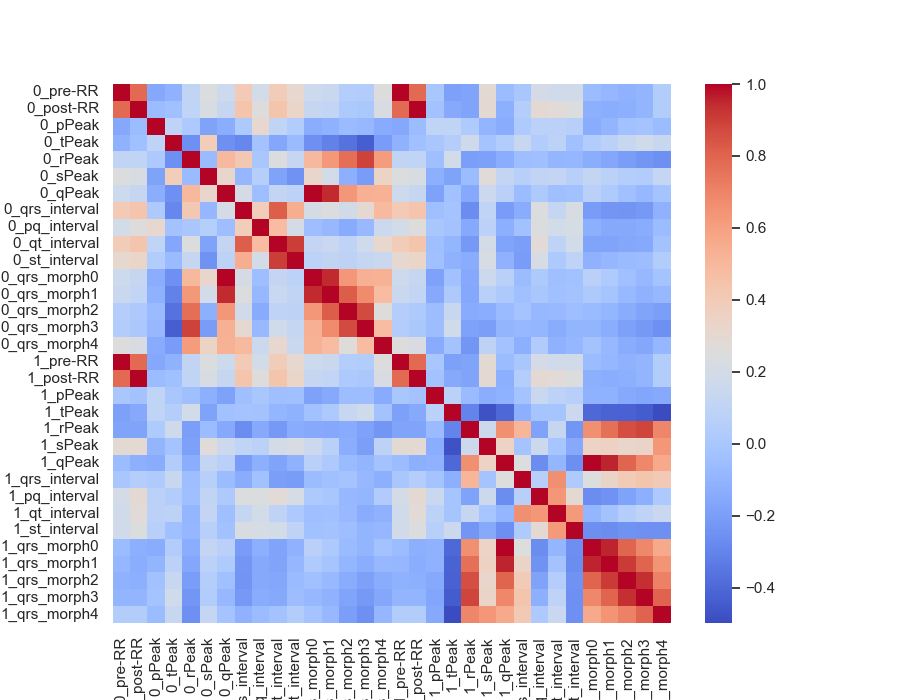 0_pre-RR
0_post-RR
0_pPeak
0_tPeak
0_rPeak
0_sPeak
0_qPeak
0_qrs_interval
0_pq_interval
0_qt_interval
0_st_interval
0_qrs_morph0
0_qrs_morph1
0_qrs_morph2
0_qrs_morph3
0_qrs_morph4
1_pre-RR
1_post-RR
1_pPeak
1_tPeak
1_rPeak
1_sPeak
1_qPeak
1_qrs_interval
1_pq_interval
1_qt_interval
1_st_interval
1_qrs_morph0
1_qrs_morph1
1_qrs_morph2
1_qrs_morph3
1_qrs_morph4
0_pre-RR
_post-RR
0_pPeak
0_tPeak
0_rPeak
0_sPeak
0_qPeak
s_interval
q_interval
t_interval
t_interval
_morph0
_morph1
_morph2
_morph3
_morph4
_pre-RR
_post-RR
1_pPeak
1_tPeak
1_rPeak
1_sPeak
1_qPeak
s_interval
q_interval
t_interval
t_interval
_morph0
_morph1
_morph2
_morph3
_morph4
1.0
0.8
0.6
0.4
0.2
0.0
−0.2
−0.4